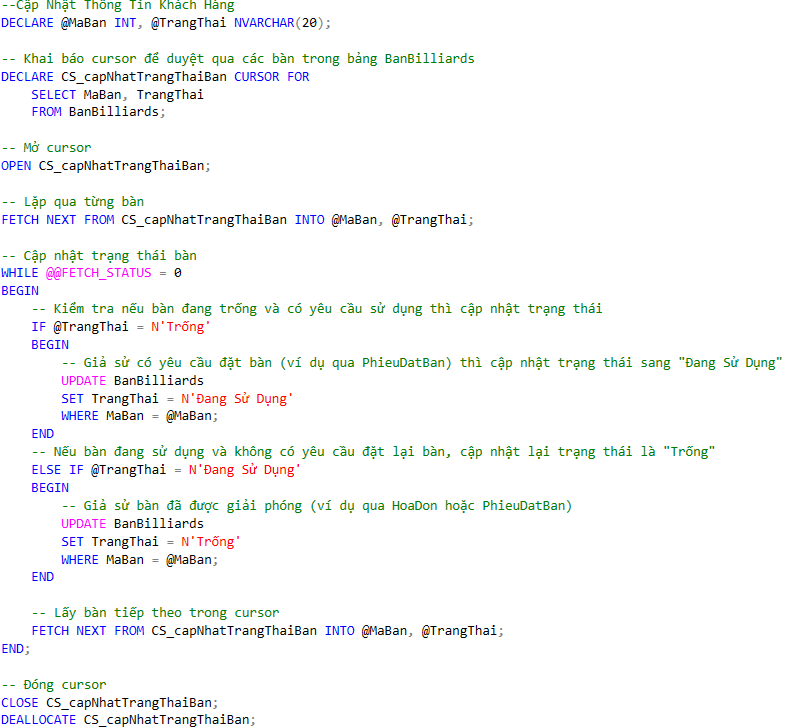 --Cập Nhật Thông Tin Khách Hàng
DECLARE @MaBan INT, @TrangThai NVARCHAR(20);
-- Khai báo cursor để duyệt qua các bàn trong bảng BanBilliards
DECLARE CS_capNhatTrangThaiBan CURSOR FOR
SELECT MaBan, TrangThai
FROM BanBilliards;
-- Mở cursor
OPEN CS_capNhatTrangThaiBan;
-- Lặp qua từng bàn
FETCH NEXT FROM CS_capNhatTrangThaiBan INTO @MaBan, @TrangThai;
-- Cập nhật trạng thái bàn
WHILE @@FETCH_STATUS = 0
BEGIN
-- Kiểm tra nếu bàn đang trống và có yêu cầu sử dụng thì cập nhật trạng thái
IF @TrangThai = N'Trống'
BEGIN
-- Giả sử có yêu cầu đặt bàn (ví dụ qua PhieuDatBan) thì cập nhật trạng thái sang "Đang Sử Dụng"
UPDATE BanBilliards
SET TrangThai = N'Đang Sử Dụng'
WHERE MaBan = @MaBan;
END
-- Nếu bàn đang sử dụng và không có yêu cầu đặt lại bàn, cập nhật lại trạng thái là "Trống"
ELSE IF @TrangThai = N'Đang Sử Dụng'
BEGIN
-- Giả sử bàn đã được giải phóng (ví dụ qua HoaDon hoặc PhieuDatBan)
UPDATE BanBilliards
SET TrangThai = N'Trống'
WHERE MaBan = @MaBan;
END
-- Lấy bàn tiếp theo trong cursor
FETCH NEXT FROM CS_capNhatTrangThaiBan INTO @MaBan, @TrangThai;
END;
-- Đóng cursor
CLOSE CS_capNhatTrangThaiBan;
DEALLOCATE CS_capNhatTrangThaiBan;